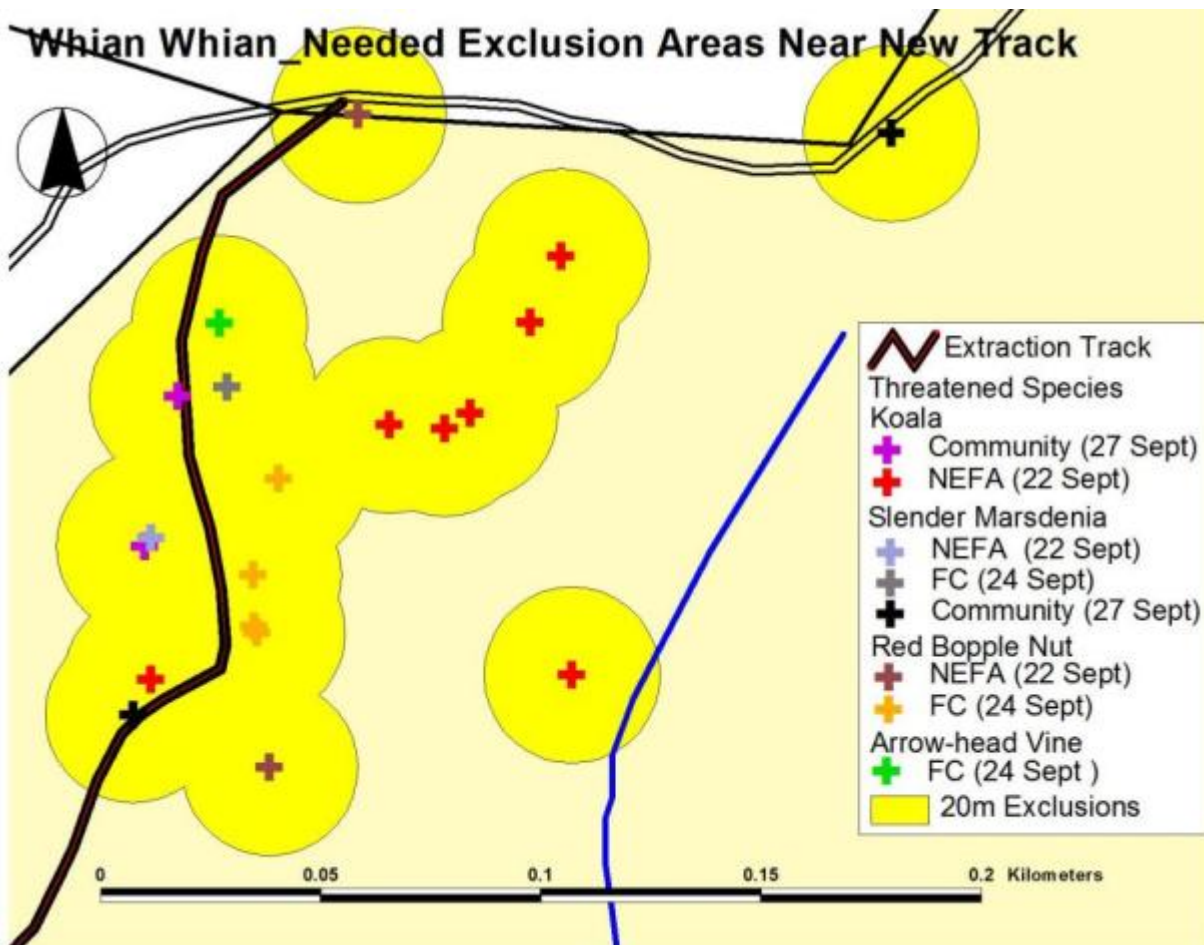 Whian Whian_Needed Exclusion Areas Near New Track
Extraction Track
Threatened Species
Koala
Community (27 Sept)
NEFA (22 Sept)
Slender Marsdenia
NEFA (22 Sept)
FC (24 Sept)
Community (27 Sept)
Red Bopple Nut
NEFA (22 Sept)
FC (24 Sept)
Arrow-head Vine
FC (24 Sept )
20m Exclusions
0 0.05 0.1 0.15 0.2 Kilometers